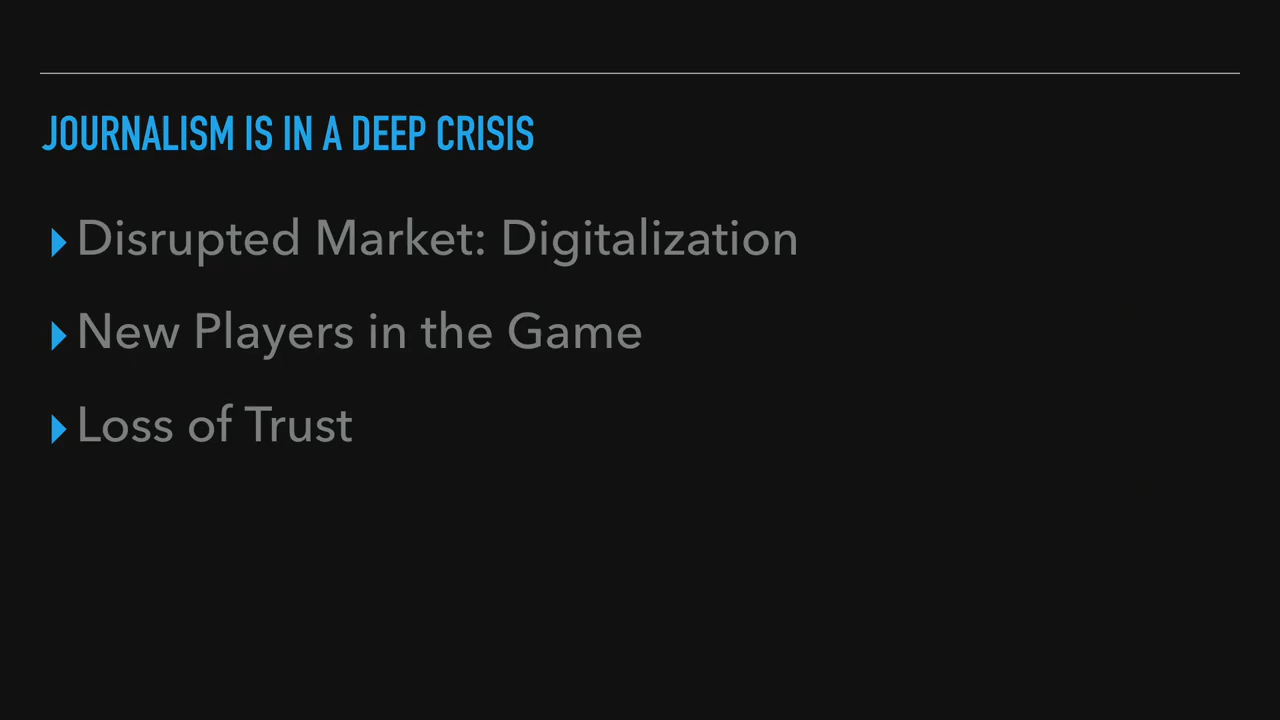 JOURNALISM IS IN A DEEP CRISIS
▸ Disrupted Market: Digitalization
▸ New Players in the Game
▸ Loss of Trust